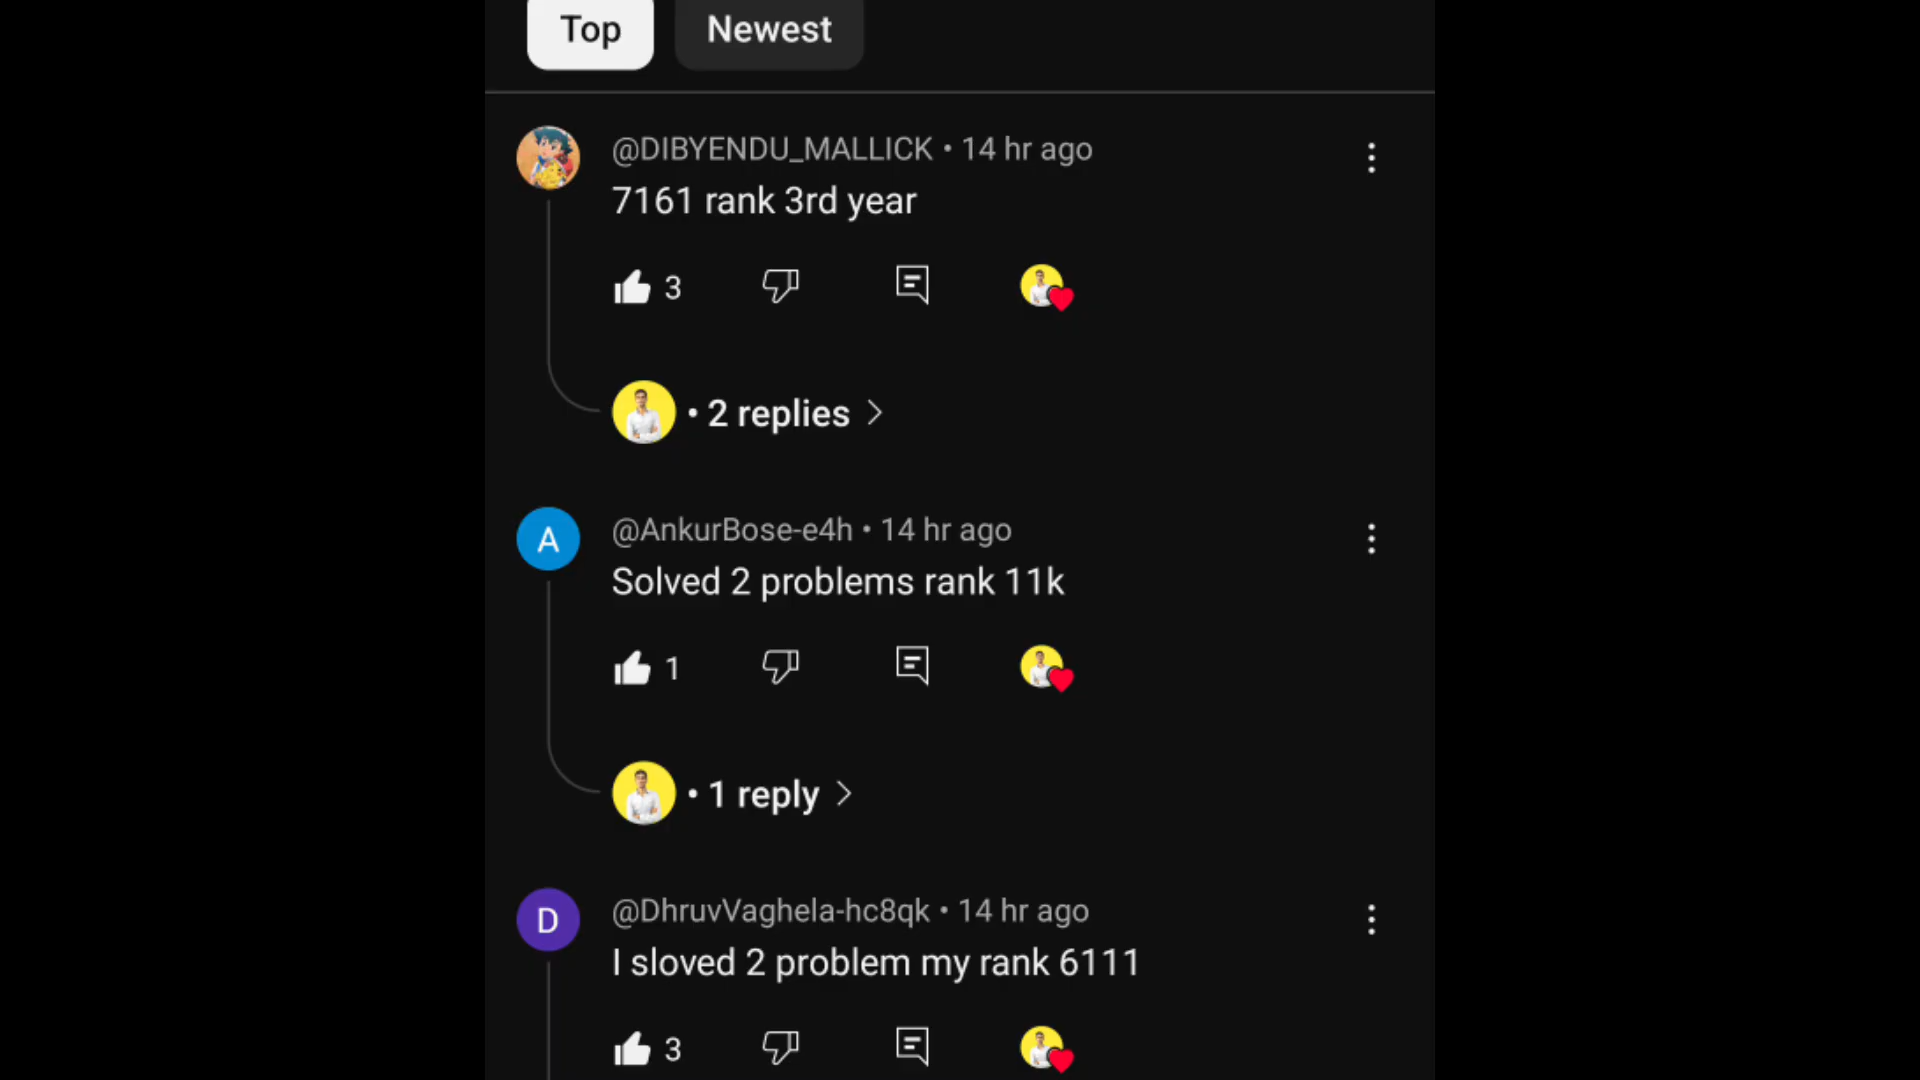 Top
Newest
@DIBYENDU_MALLICK • 14 hr ago
7161 rank 3rd year
3
• 2 replies
A
@AnkurBose-e4h • 14 hr ago
Solved 2 problems rank 11k
1
• 1 reply
D
@DhruvVaghela-hc8qk • 14 hr ago
I sloved 2 problem my rank 6111
3